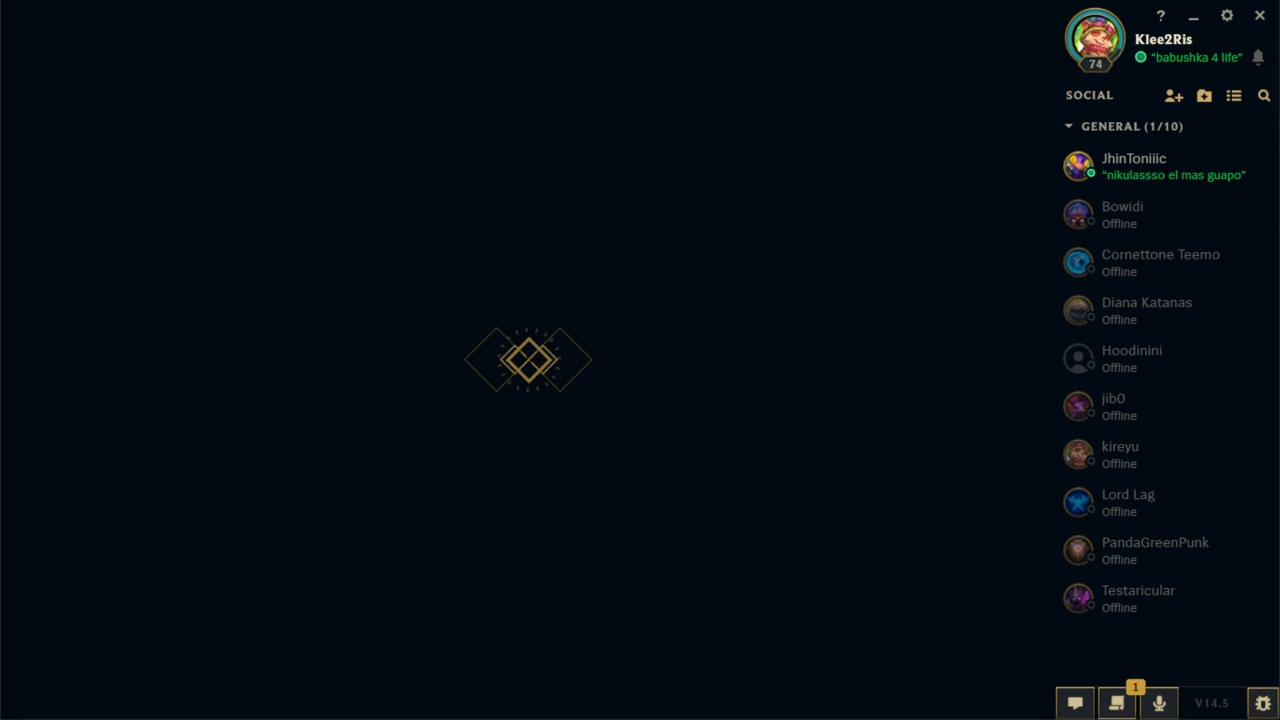 ?
Klee2Ris
"babushka 4 life"
74
SOCIAL
GENERAL (1/10)
JhinToniiic
"nikulassso el mas guapo"
Bowidi
Offline
Cornettone Teemo
Offline
Diana Katanas
Offline
Hoodinini
Offline
jib0
Offline
kireyu
Offline
Lord Lag
Offline
PandaGreenPunk
Offline
Testaricular
Offline
1
V14.5